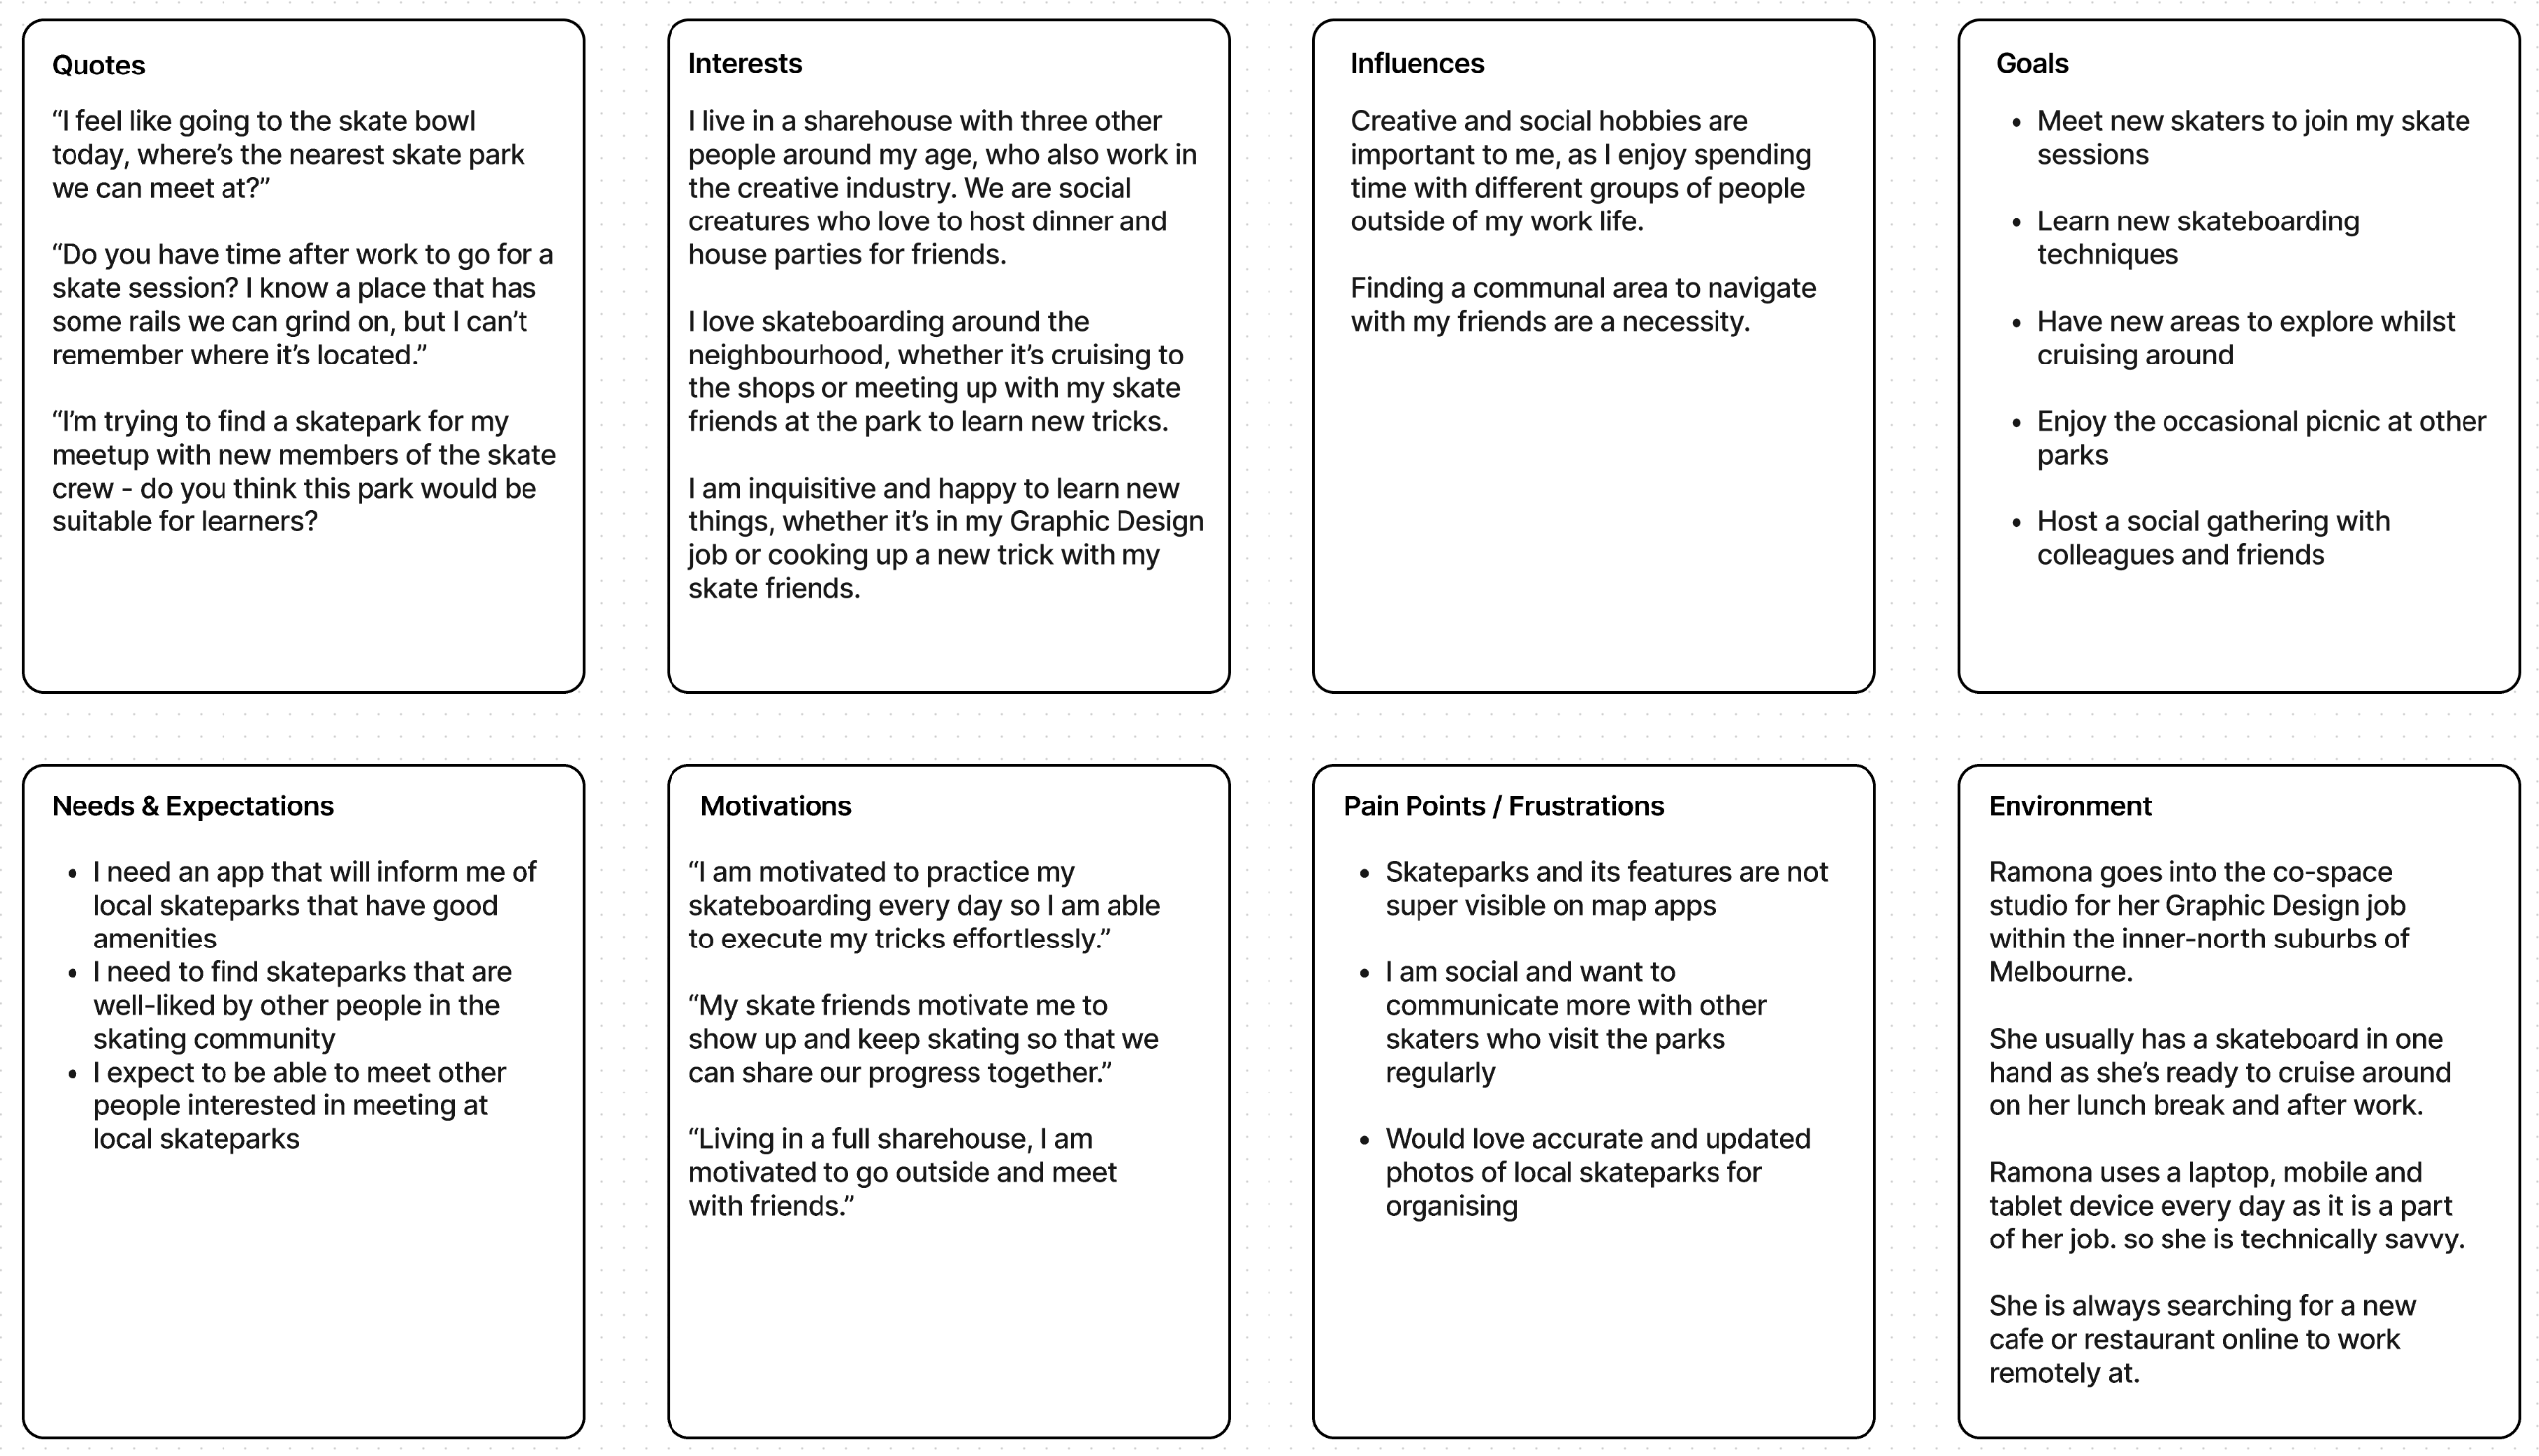 Quotes
“I feel like going to the skate bowl
today, where’s the nearest skate park
we can meet at?”
“Do you have time after work to go for a
skate session? I know a place that has
some rails we can grind on, but I can’t
remember where it’s located.”
“I’m trying to find a skatepark for my
meetup with new members of the skate
crew - do you think this park would be
suitable for learners?
Interests
I live in a sharehouse with three other
people around my age, who also work in
the creative industry. We are social
creatures who love to host dinner and
house parties for friends.
I love skateboarding around the
neighbourhood, whether it’s cruising to
the shops or meeting up with my skate
friends at the park to learn new tricks.
I am inquisitive and happy to learn new
things, whether it’s in my Graphic Design
job or cooking up a new trick with my
skate friends.
Influences
Creative and social hobbies are
important to me, as I enjoy spending
time with different groups of people
outside of my work life.
Finding a communal area to navigate
with my friends are a necessity.
Goals
• Meet new skaters to join my skate
sessions
• Learn new skateboarding
techniques
• Have new areas to explore whilst
cruising around
• Enjoy the occasional picnic at other
parks
• Host a social gathering with
colleagues and friends
Needs & Expectations
• I need an app that will inform me of
local skateparks that have good
amenities
• I need to find skateparks that are
well-liked by other people in the
skating community
• I expect to be able to meet other
people interested in meeting at
local skateparks
Motivations
“I am motivated to practice my
skateboarding every day so I am able
to execute my tricks effortlessly.”
“My skate friends motivate me to
show up and keep skating so that we
can share our progress together.”
“Living in a full sharehouse, I am
motivated to go outside and meet
with friends.”
Pain Points / Frustrations
• Skateparks and its features are not
super visible on map apps
• I am social and want to
communicate more with other
skaters who visit the parks
regularly
• Would love accurate and updated
photos of local skateparks for
organising
Environment
Ramona goes into the co-space
studio for her Graphic Design job
within the inner-north suburbs of
Melbourne.
She usually has a skateboard in one
hand as she’s ready to cruise around
on her lunch break and after work.
Ramona uses a laptop, mobile and
tablet device every day as it is a part
of her job. so she is technically savvy.
She is always searching for a new
cafe or restaurant online to work
remotely at.